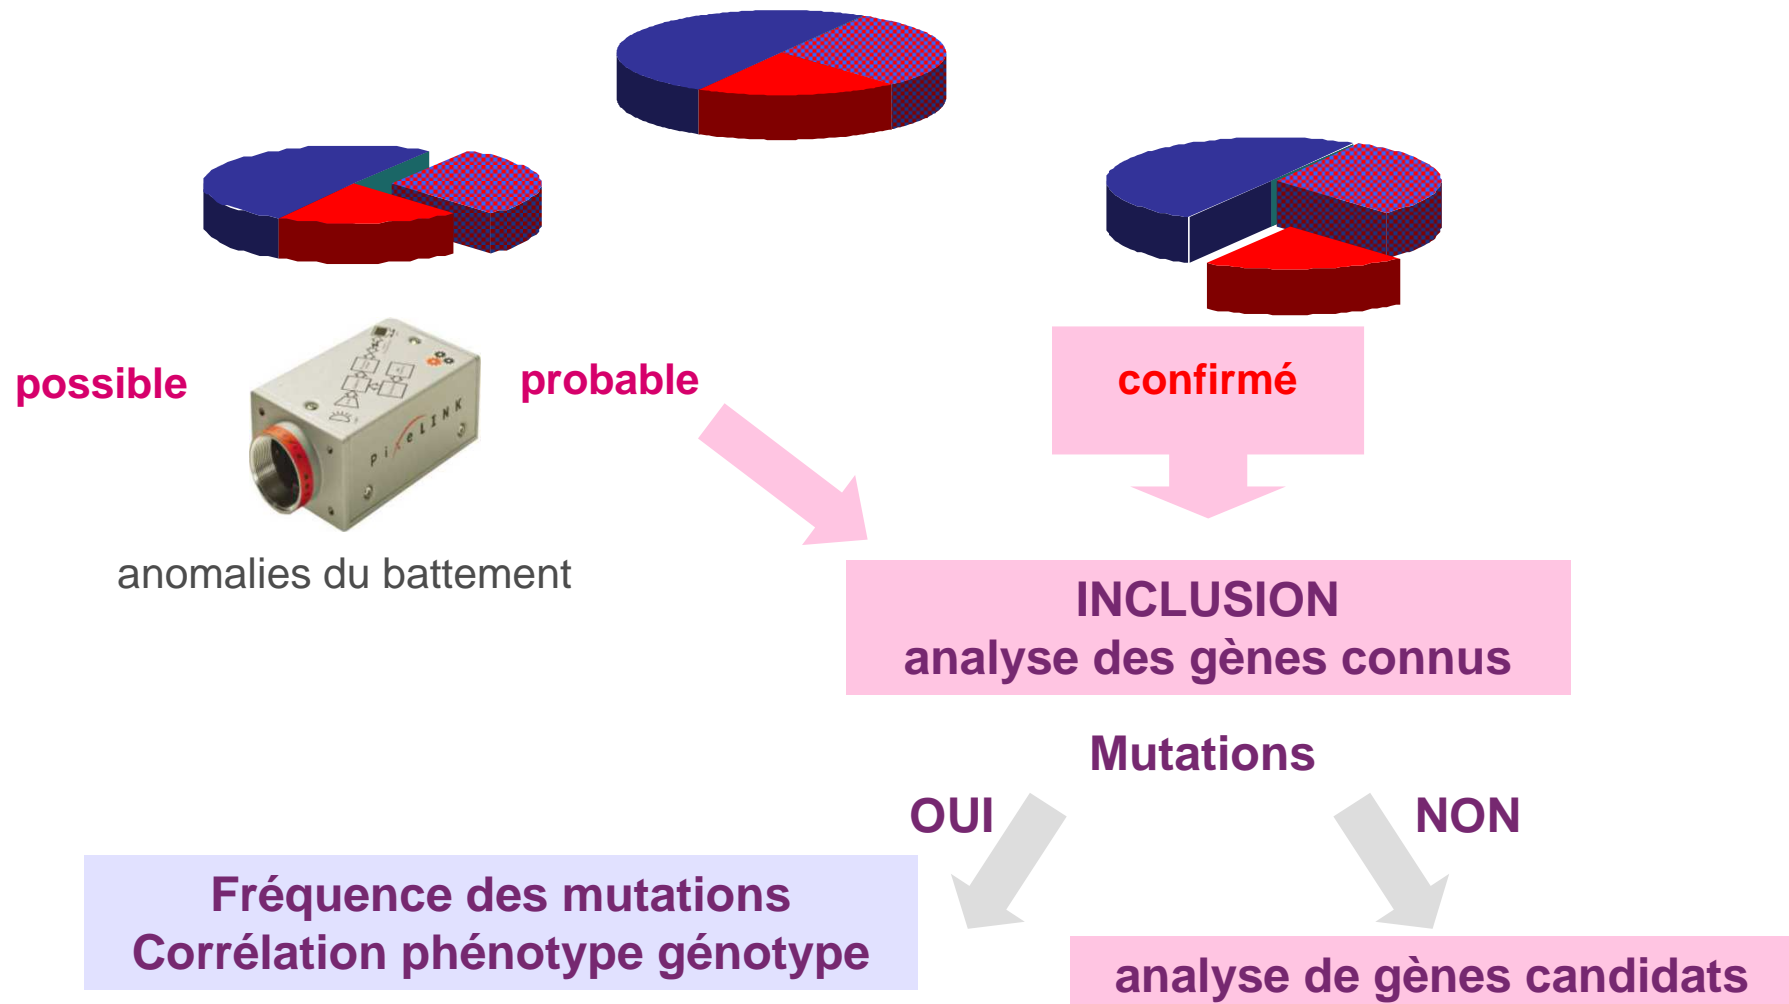 possible
PixeLINK
probable
confirmé
anomalies du battement
INCLUSION
analyse des gènes connus
Mutations
OUI
NON
Fréquence des mutations
Corrélation phénotype génotype
analyse de gènes candidats